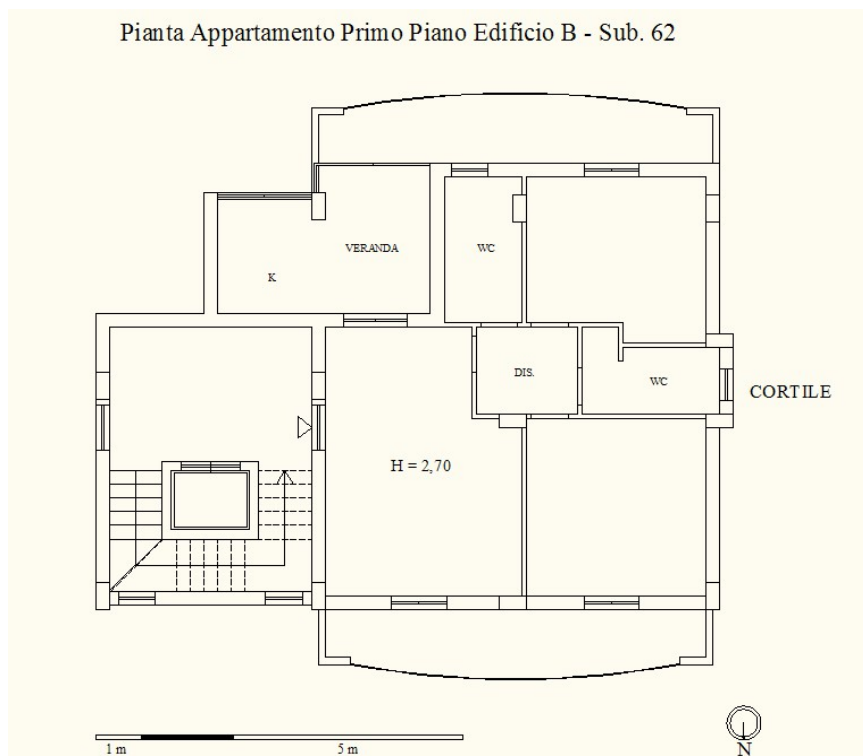 Pianta Appartamento Primo Piano Edificio B - Sub. 62
VERANDA
WC
K
DIS.
WC
CORTILE
H = 2,70
1 m
5 m
N